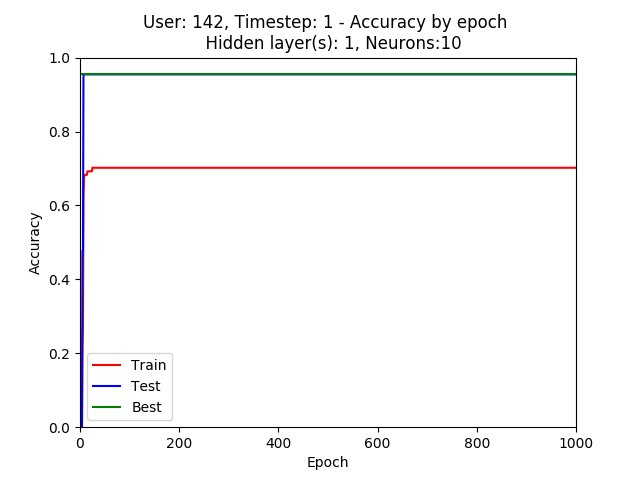 User: 142, Timestep: 1 - Accuracy by epoch
Hidden layer(s): 1, Neurons:10
1.0
0.8
0.6
0.4
0.2
0.0
Accuracy
Train
Test
Best
0 200 400 600 800 1000
Epoch